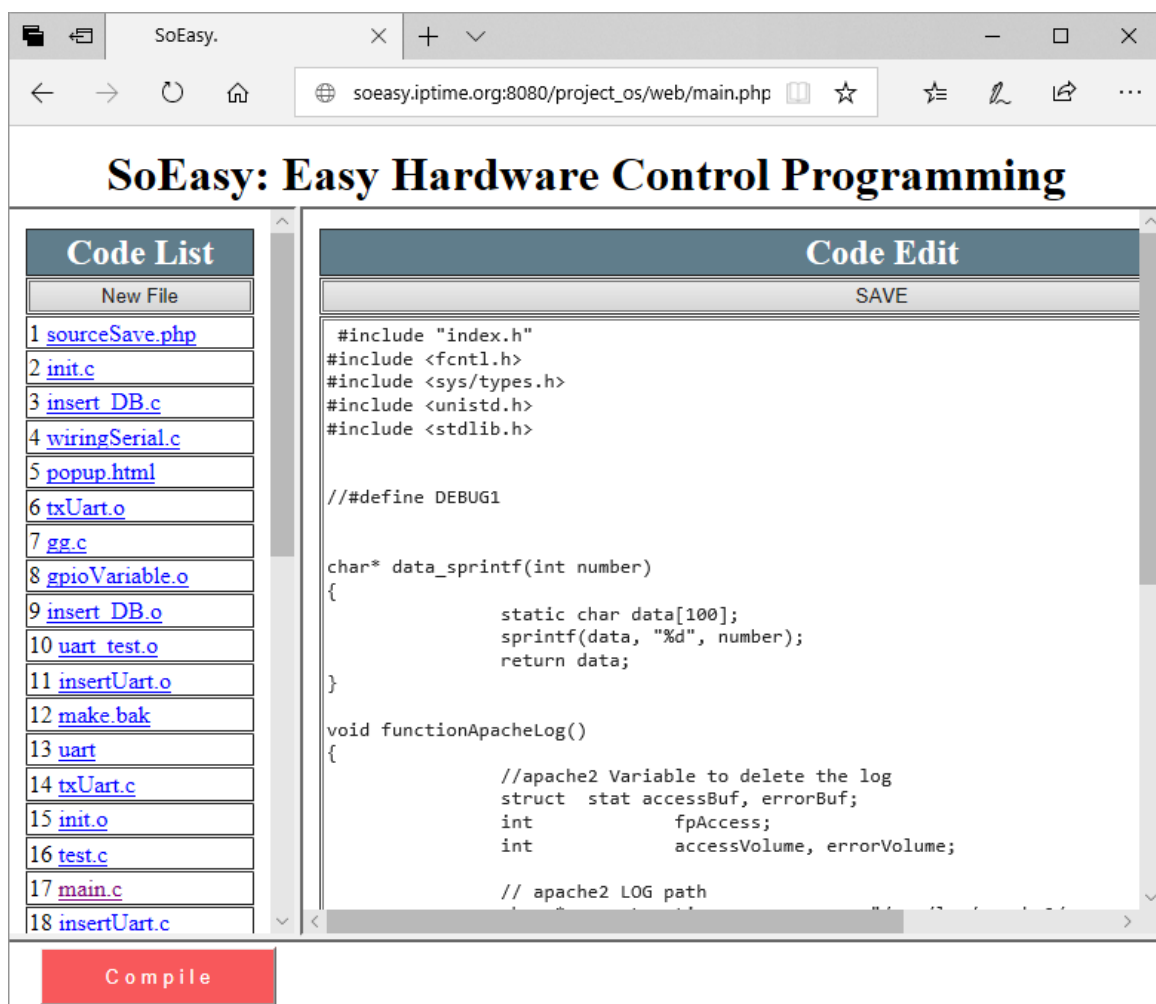 SoEasy.
soeasy.iptime.org:8080/project_os/web/main.php
SoEasy: Easy Hardware Control Programming
Code List
New File
1 sourceSave.php
2 init.c
3 insert_DB.c
4 wiringSerial.c
5 popup.html
6 txUart.o
7 gg.c
8 gpioVariable.o
9 insert_DB.o
10 uart_test.o
11 insertUart.o
12 make.bak
13 uart
14 txUart.c
15 init.o
16 test.c
17 main.c
18 insertUart.c
Compile
Code Edit
SAVE
#include "index.h"
#include <fcntl.h>
#include <sys/types.h>
#include <unistd.h>
#include <stdlib.h>
//#define DEBUG1
char* data_sprintf(int number)
{
static char data[100];
sprintf(data, "%d", number);
return data;
}
void functionApacheLog()
{
//apache2 Variable to delete the log
struct  stat accessBuf, errorBuf;
int fpAccess;
int accessVolume, errorVolume;
// apache2 LOG path